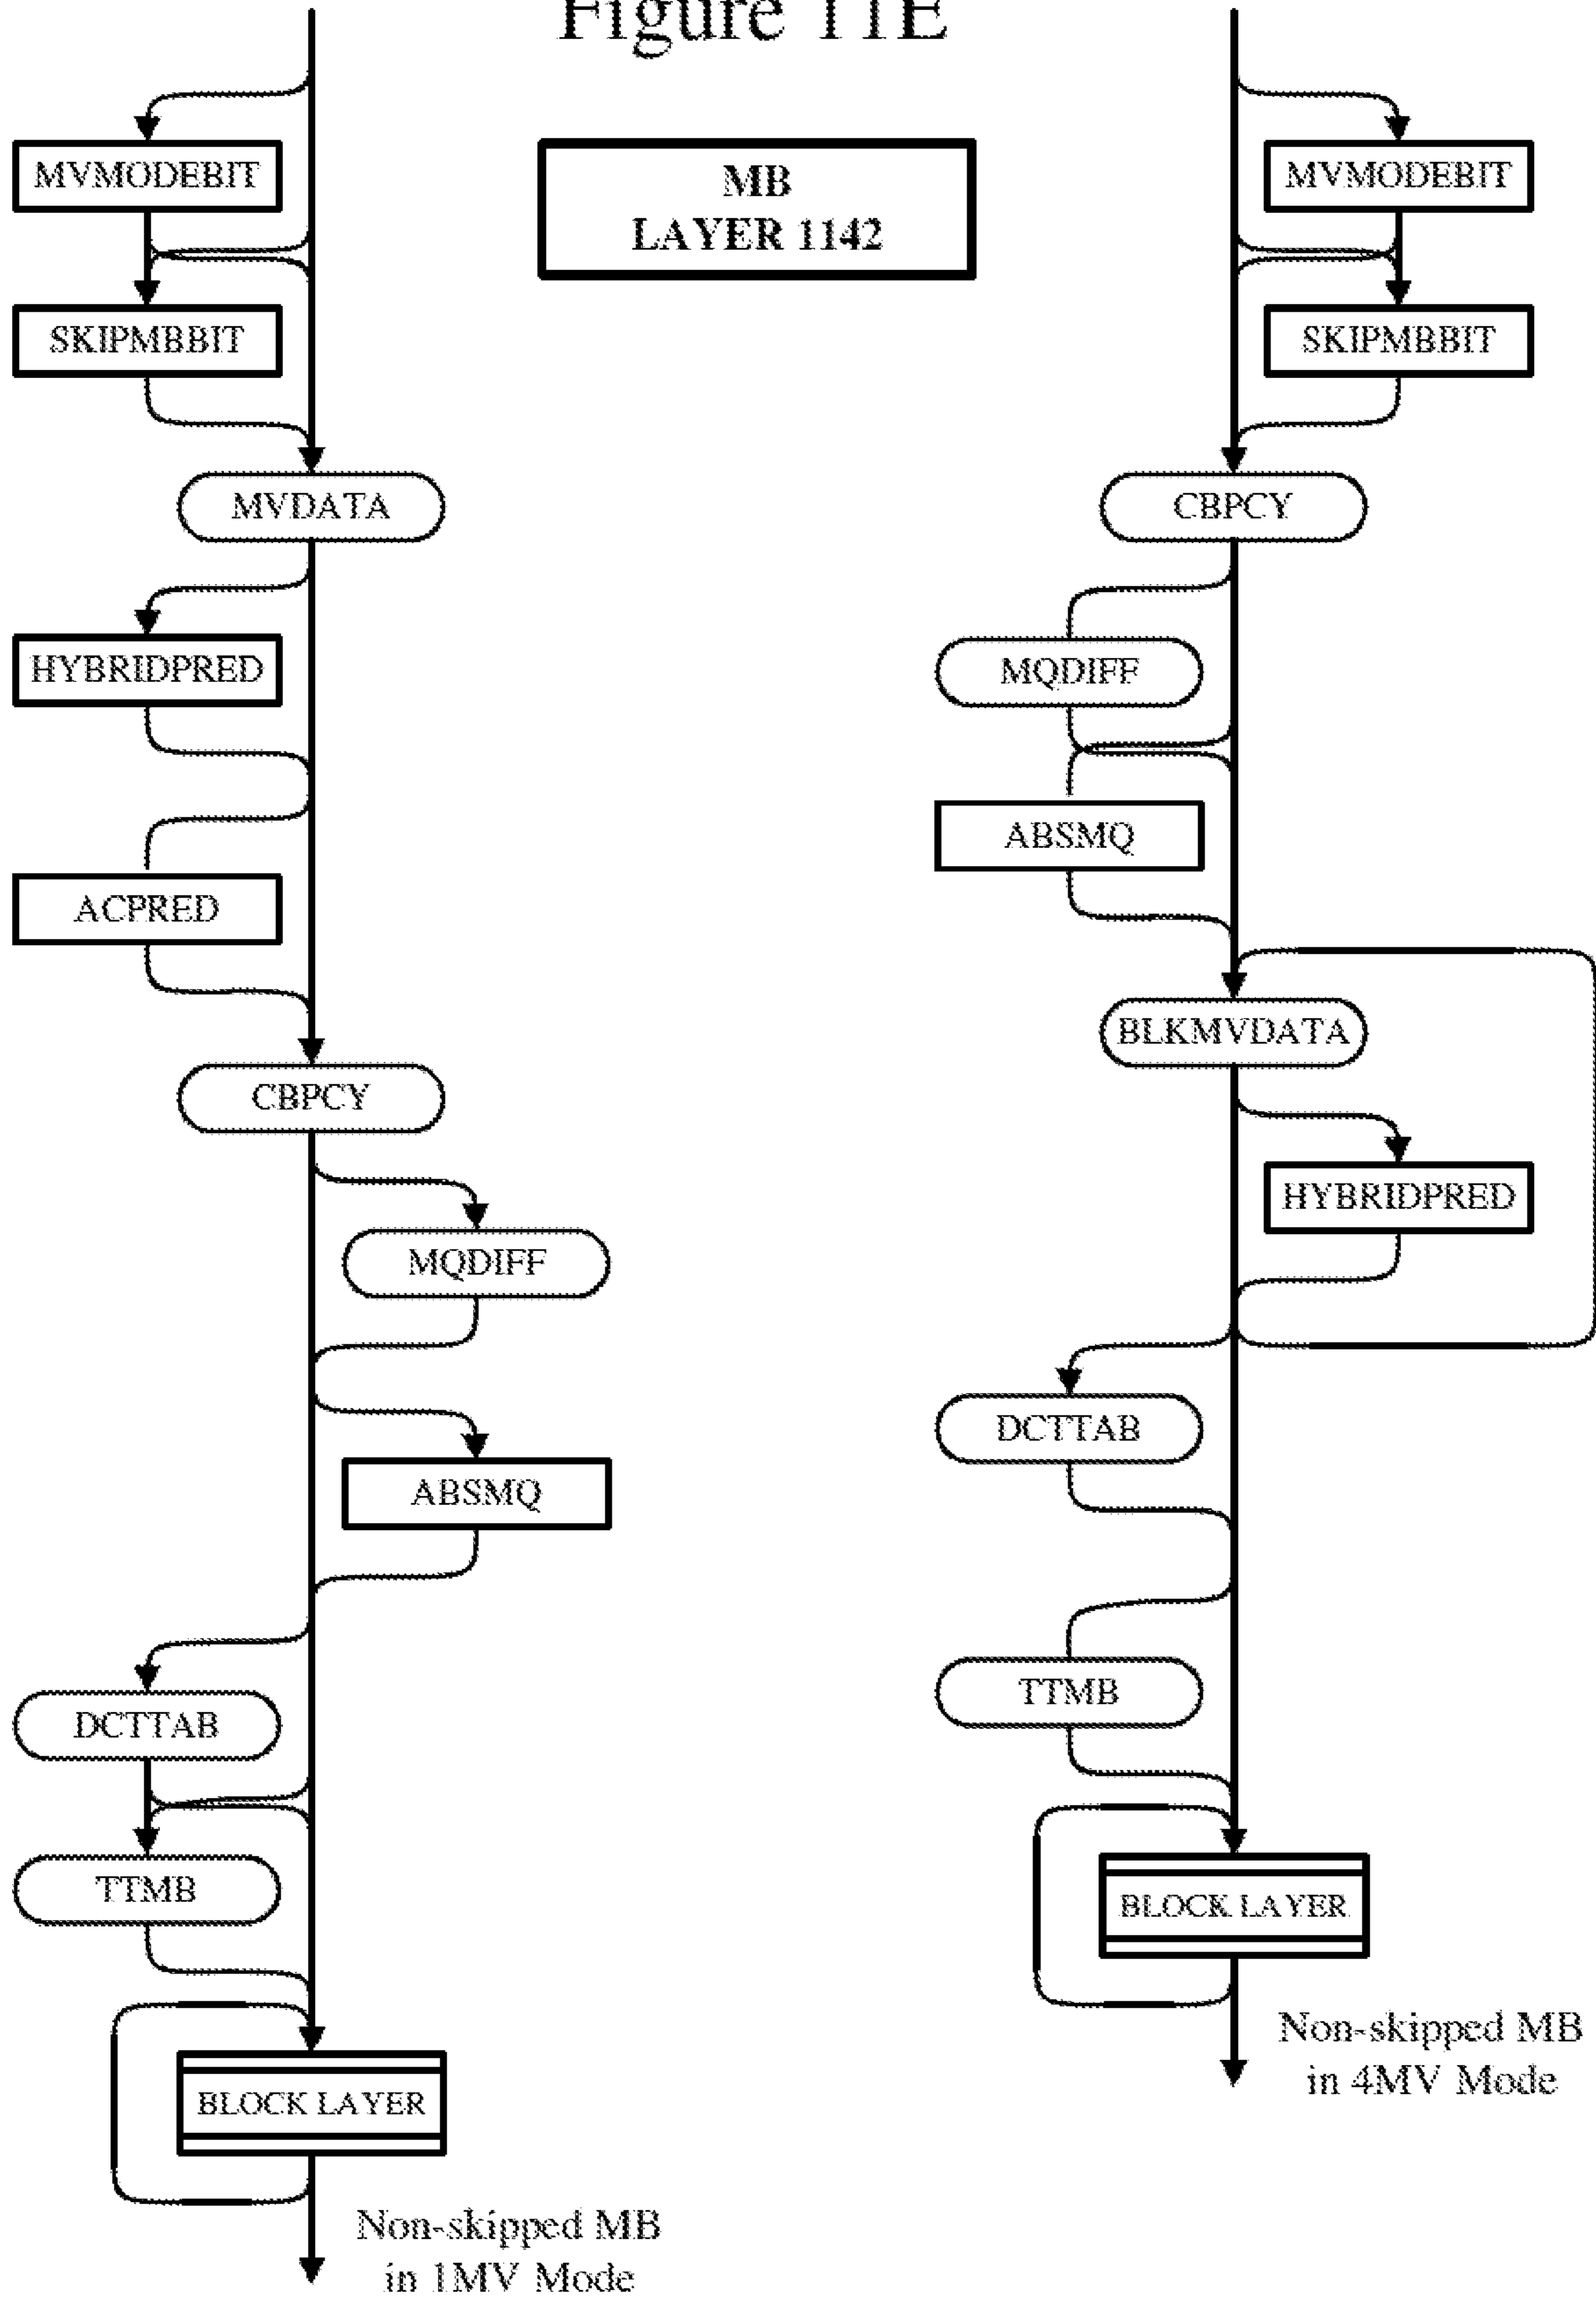 Figure 11E
MB
LAYER 1142
MVMODEBIT
SKIPMBBIT
MVDATA
HYBRIDPRED
ACPRED
CBPCY
MQDIFF
ABSMQ
DCTTAB
TTMB
BLOCK LAYER
Non-skipped MB
in 1MV Mode
MVMODEBIT
SKIPMBBIT
CBPCY
MQDIFF
ABSMQ
BLKMVDATA
HYBRIDPRED
DCTTAB
TTMB
BLOCK LAYER
Non-skipped MB
in 4MV Mode